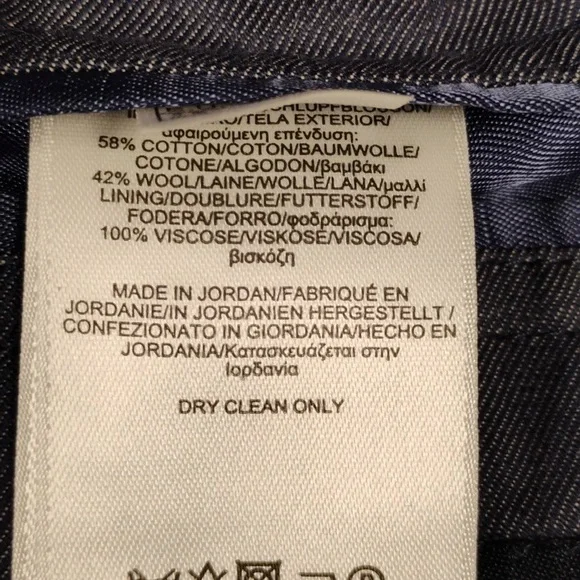 RO/TELA EXTERIOR/
αφαιρούμενη επένδυση:
58% COTTON/COTON/BAUMWOLLE/
COTONE/ALGODON/βαμβάκι
42% WOOL/LAINE/WOLLE/LANA/μαλλί
LINING/DOUBLURE/FUTTERSTOFF/
FODERA/FORRO/φοδράρισμα:
100% VISCOSE/VISKOSE/VISCOSA/
βισκόζη
MADE IN JORDAN/FABRIQUÉ EN
JORDANIE/IN JORDANIEN HERGESTELLT /
CONFEZIONATO IN GIORDANIA/HECHO EN
JORDANIA/Κατασκευάζεται στην
Ιορδανία
DRY CLEAN ONLY